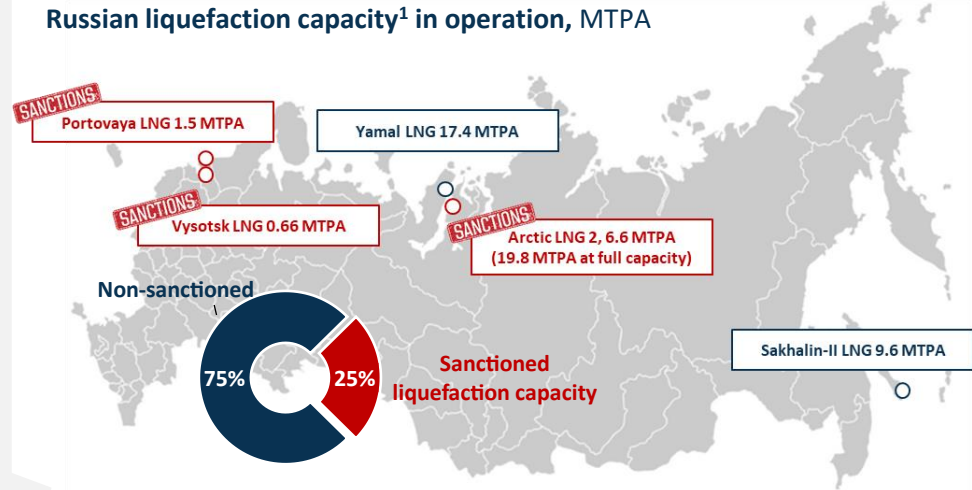 Russian liquefaction capacity¹ in operation, MTPA
SANCTIONS
Portovaya LNG 1.5 MTPA
Yamal LNG 17.4 MTPA
SANCTIONS
Vysotsk LNG 0.66 MTPA
SANCTIONS
Arctic LNG 2, 6.6 MTPA
(19.8 MTPA at full capacity)
Non-sanctioned
75%
25%
Sanctioned
liquefaction capacity
Sakhalin-II LNG 9.6 MTPA